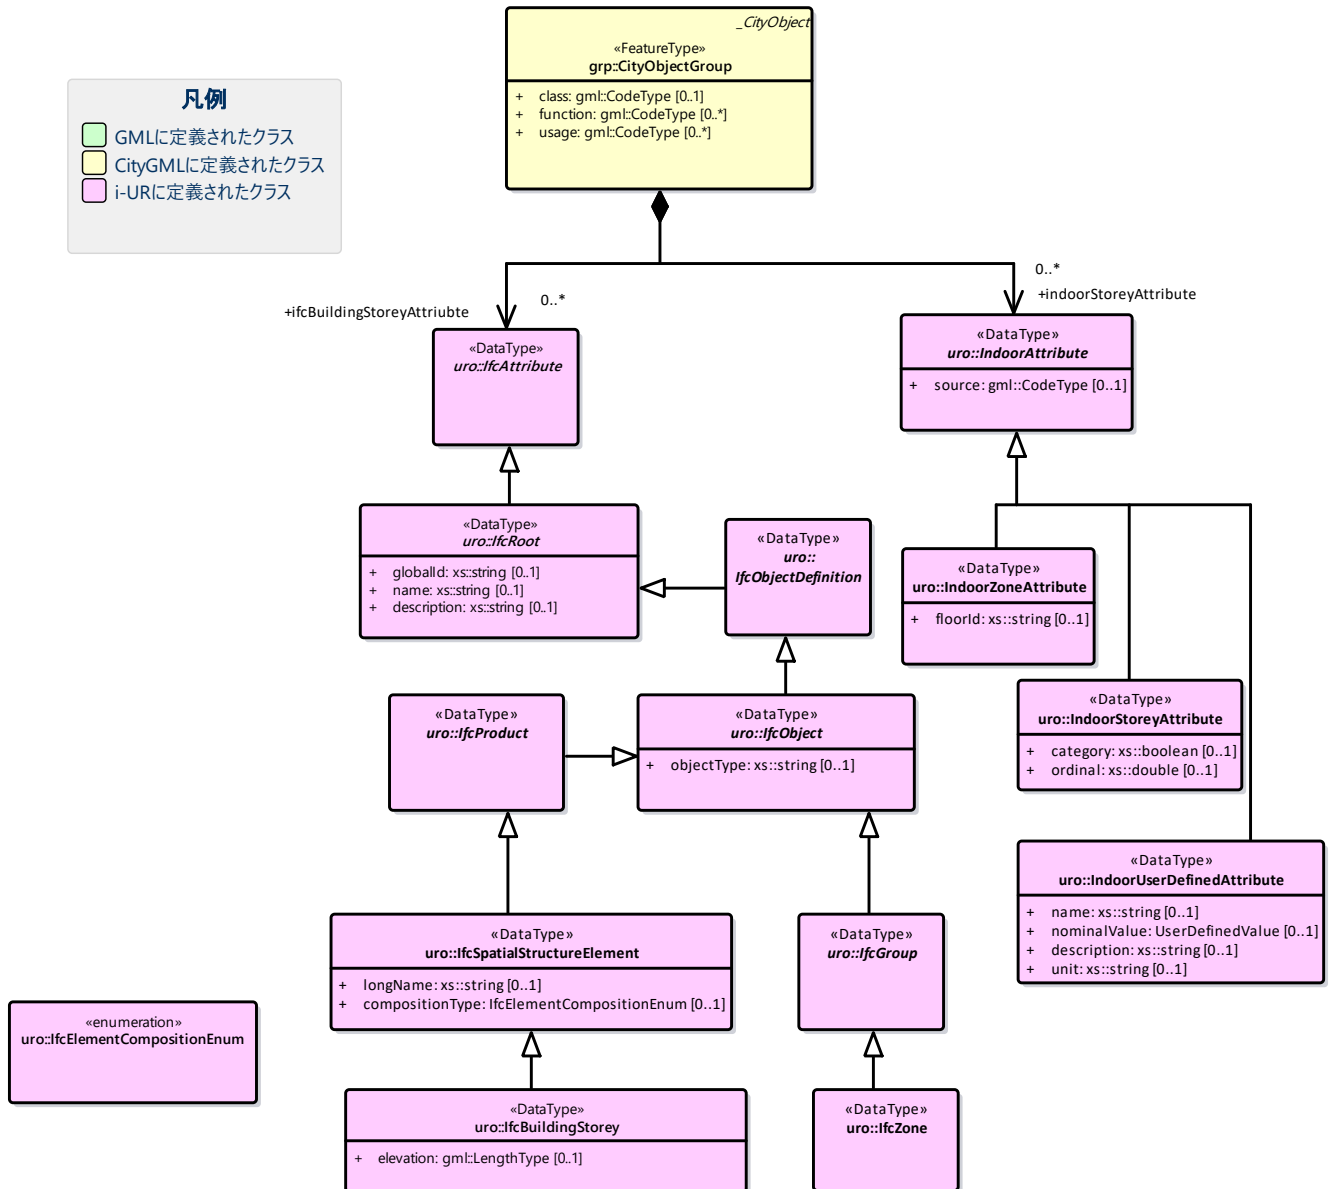 _CityObject
«FeatureType»
grp::CityObjectGroup
+ class: gml::CodeType [0..1]
+ function: gml::CodeType [0..*]
+ usage: gml::CodeType [0..*]
凡例
GMLに定義されたクラス
CityGMLに定義されたクラス
i-URに定義されたクラス
+ifcBuildingStoreyAttriubte
0..*
0..*
+indoorStoreyAttribute
«DataType»
uro::IfcAttribute
«DataType»
uro::IndoorAttribute
+ source: gml::CodeType [0..1]
«DataType»
uro::IfcRoot
+ globalId: xs::string [0..1]
+ name: xs::string [0..1]
+ description: xs::string [0..1]
«DataType»
uro::
IfcObjectDefinition
«DataType»
uro::IndoorZoneAttribute
+ floorId: xs::string [0..1]
«DataType»
uro::IfcProduct
«DataType»
uro::IfcObject
+ objectType: xs::string [0..1]
«DataType»
uro::IndoorStoreyAttribute
+ category: xs::boolean [0..1]
+ ordinal: xs::double [0..1]
«DataType»
uro::IndoorUserDefinedAttribute
+ name: xs::string [0..1]
+ nominalValue: UserDefinedValue [0..1]
+ description: xs::string [0..1]
+ unit: xs::string [0..1]
«DataType»
uro::IfcSpatialStructureElement
+ longName: xs::string [0..1]
+ compositionType: IfcElementCompositionEnum [0..1]
«DataType»
uro::IfcGroup
«enumeration»
uro::IfcElementCompositionEnum
«DataType»
uro::IfcBuildingStorey
+ elevation: gml::LengthType [0..1]
«DataType»
uro::IfcZone